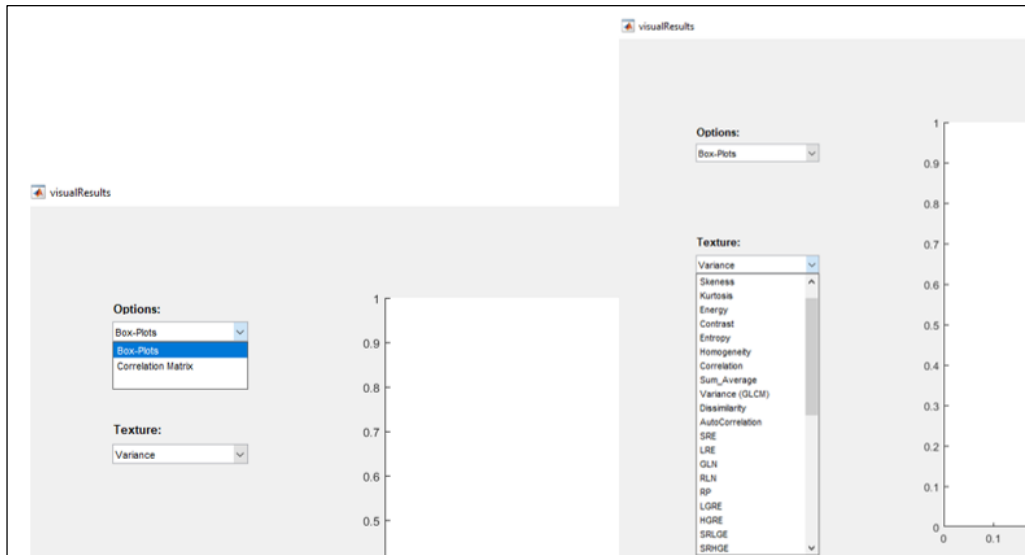 visualResults
Options:
Box-Plots
Box-Plots
Correlation Matrix
Texture:
Variance
1
0.9
0.8
0.7
0.6
0.5
visualResults
Options:
Box-Plots
Texture:
Variance
Skeness
Kurtosis
Energy
Contrast
Entropy
Homogeneity
Correlation
Sum_Average
Variance (GLCM)
Dissimilarity
AutoCorrelation
SRE
LRE
GLN
RLN
RP
LGRE
HGRE
SRLGE
SRHGE
1
0.9
0.8
0.7
0.6
0.5
0.4
0.3
0.2
0.1
0
0
0.1